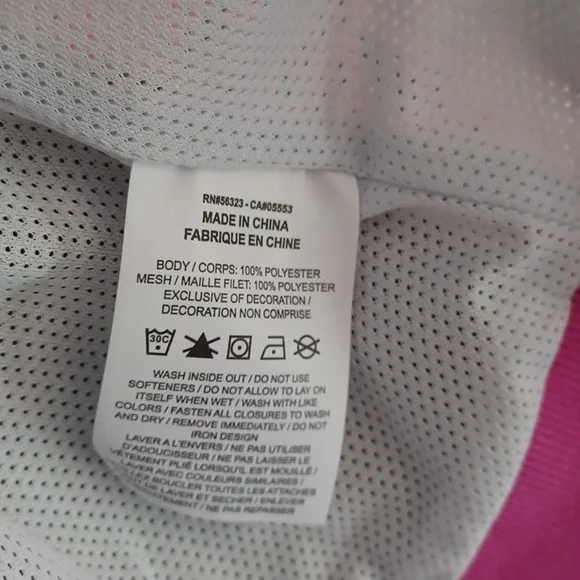 RN#56323 - CA#05553
MADE IN CHINA
FABRIQUE EN CHINE
BODY / CORPS: 100% POLYESTER
MESH / MAILLE FILET: 100% POLYESTER
EXCLUSIVE OF DECORATION /
DECORATION NON COMPRISE
30C
WASH INSIDE OUT / DO NOT USE
SOFTENERS / DO NOT ALLOW TO LAY ON
ITSELF WHEN WET / WASH WITH LIKE
COLORS / FASTEN ALL CLOSURES TO WASH
AND DRY / REMOVE IMMEDIATELY / DO NOT
IRON DESIGN
LAVER A L'ENVERS / NE PAS UTILISER
D'ADOUCISSEUR / NE PAS LAISSER LE
VÊTEMENT PLIÉ LORSQU'IL EST MOUILLÉ /
LAVER AVEC COULEURS SIMILAIRES /
BOUCLER TOUTES LES ATTACHES
LAVER ET SECHER / ENLEVER
/ NE PAS REPASSER